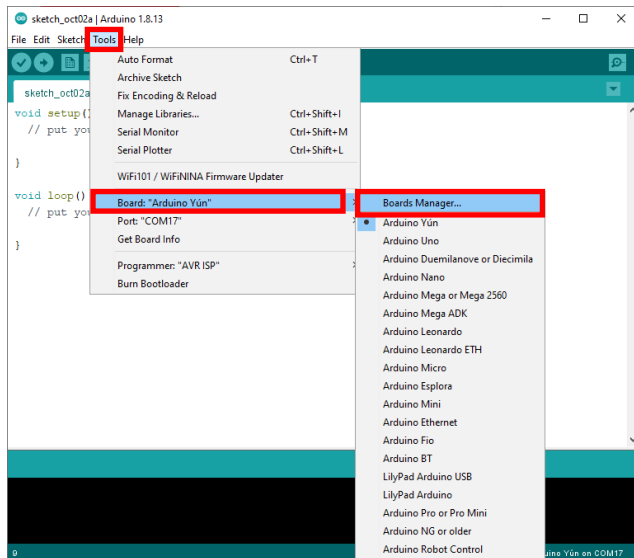 sketch_oct02a | Arduino 1.8.13
File Edit Sketch Tools Help
sketch_oct02a
void setup()
// put you
}
void loop()
// put you
}
Auto Format Ctrl+T
Archive Sketch
Fix Encoding & Reload
Manage Libraries... Ctrl+Shift+I
Serial Monitor Ctrl+Shift+M
Serial Plotter Ctrl+Shift+L
WiFi101 / WiFiNINA Firmware Updater
Board: "Arduino Yún"
Port: "COM17"
Get Board Info
Programmer: "AVR ISP"
Burn Bootloader
Boards Manager...
Arduino Yún
Arduino Uno
Arduino Duemilanove or Diecimila
Arduino Nano
Arduino Mega or Mega 2560
Arduino Mega ADK
Arduino Leonardo
Arduino Leonardo ETH
Arduino Micro
Arduino Esplora
Arduino Mini
Arduino Ethernet
Arduino Fio
Arduino BT
LilyPad Arduino USB
LilyPad Arduino
Arduino Pro or Pro Mini
Arduino NG or older
Arduino Robot Control
9 uino Yún on COM17